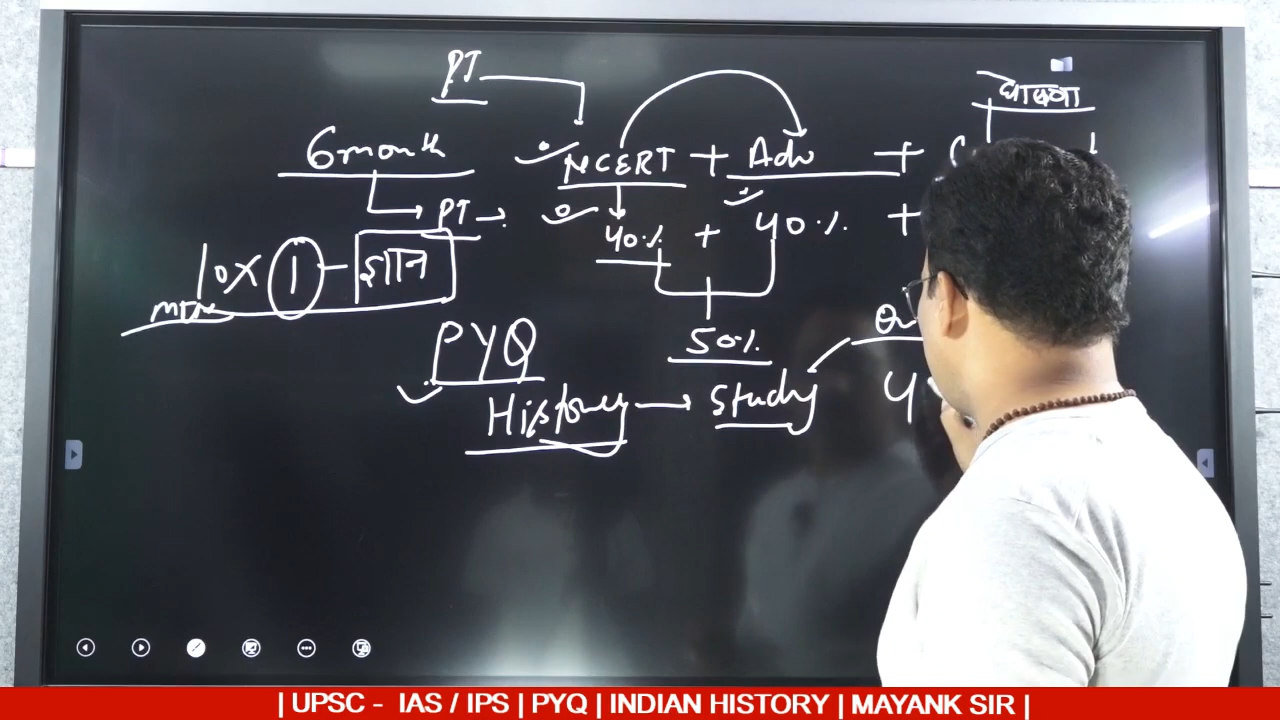 PT
6 month NCERT + Adv +
PT 40% + 40% +
10 X 1 - ज्ञान
PYQ 50%
History → Study
| UPSC - IAS / IPS | PYQ | INDIAN HISTORY | MAYANK SIR |